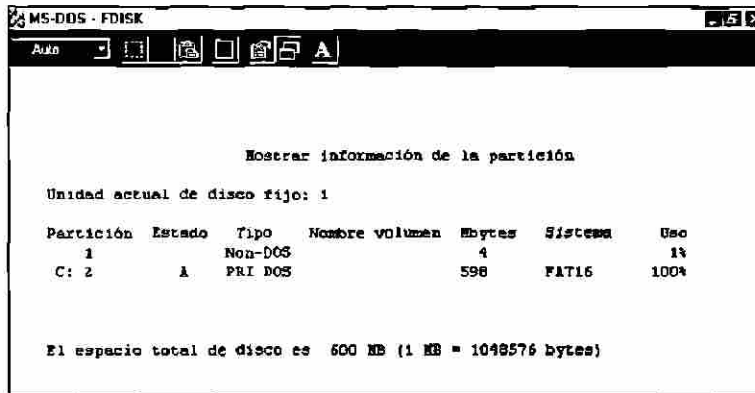 MS-DOS - FDISK
Auto
A
Mostrar información de la partición
Unidad actual de disco fijo: 1
Partición Estado Tipo Nombre volumen Mbytes Sistema Uso
1 Non-DOS 4 1%
C: 2 A PRI DOS 598 FAT16 100%
El espacio total de disco es 600 MB (1 MB = 1048576 bytes)